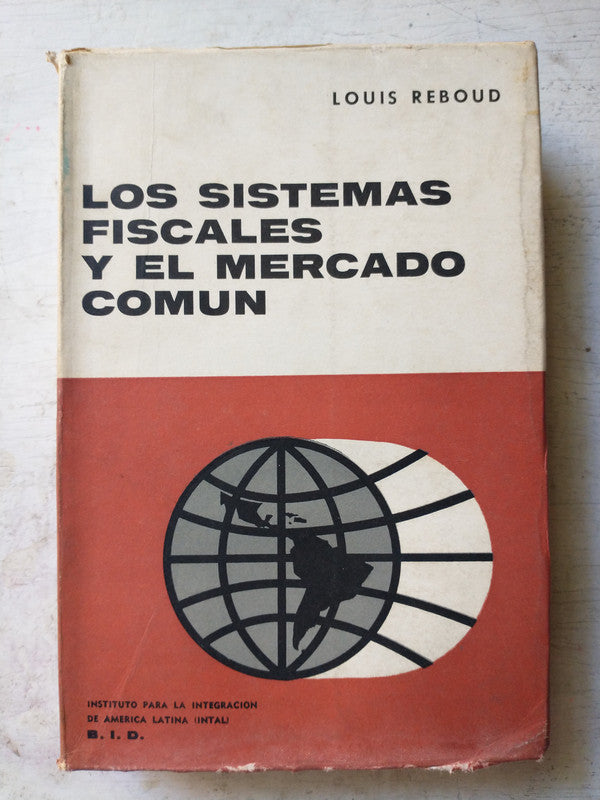 LOUIS REBOUD
LOS SISTEMAS
FISCALES
Y EL MERCADO
COMUN
INSTITUTO PARA LA INTEGRACION
DE AMERICA LATINA (INTAL)
B. I. D.